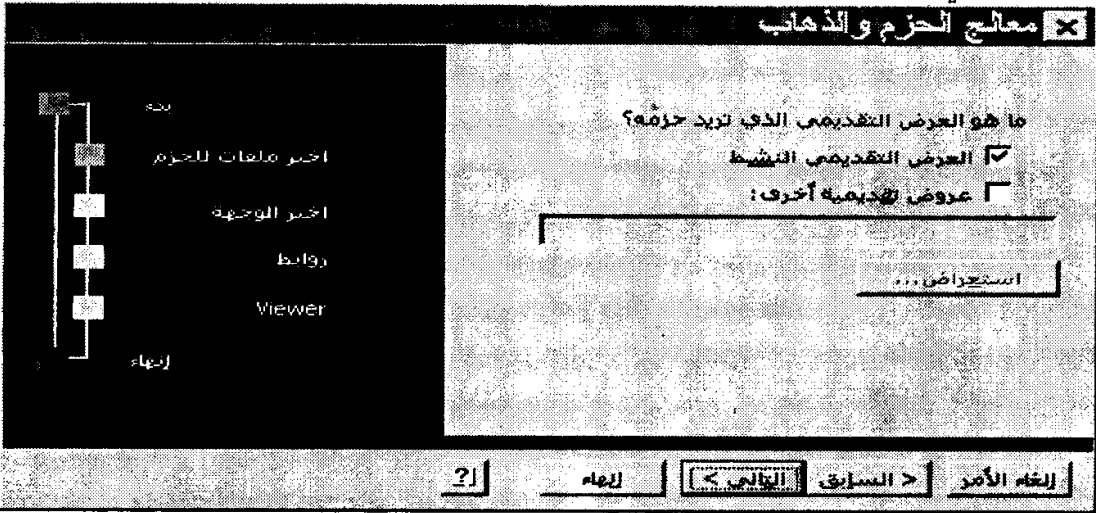 معالج الحزم والذهاب
ما هو العرض التقديمي الذي تريد حزمه؟
العرض التقديمي النشيط
عروض تقديمية أخرى:
استعراض...
بدء
اختر ملفات للحزم
اختر الوجهة
روابط
Viewer
إنهاء
إلغاء الأمر
< السابق
التالي >
إنهاء
?